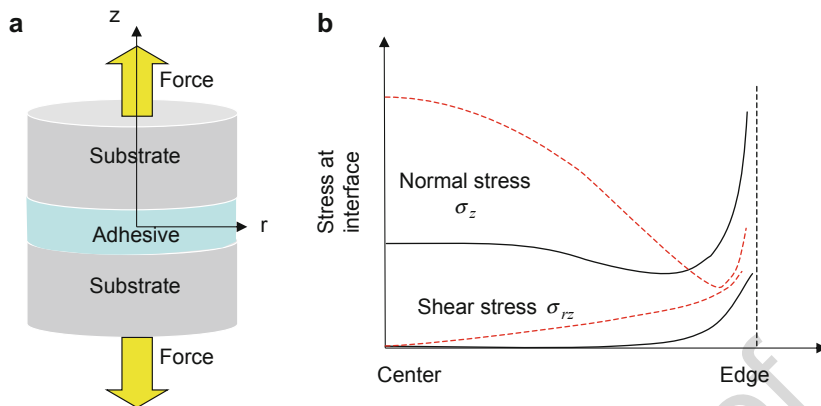 a
z
Force
Substrate
Adhesive
r
Substrate
Force
b
Stress at
interface
Normal stress
σz
Shear stress σrz
Center
Edge